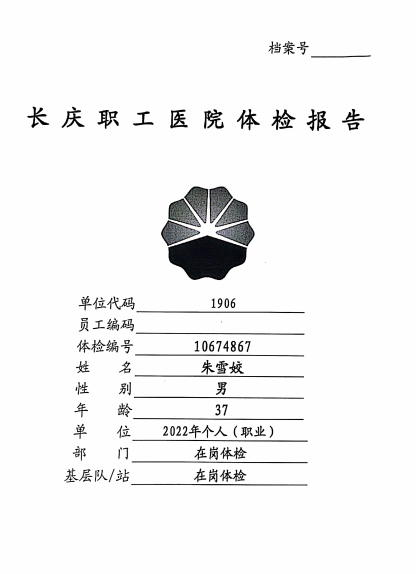 档案号
长庆职工医院体检报告
单位代码 1906
员工编码
体检编号 10674867
姓 名 朱雪姣
性 别 男
年 龄 37
单 位 2022年个人（职业）
部 门 在岗体检
基层队/站 在岗体检